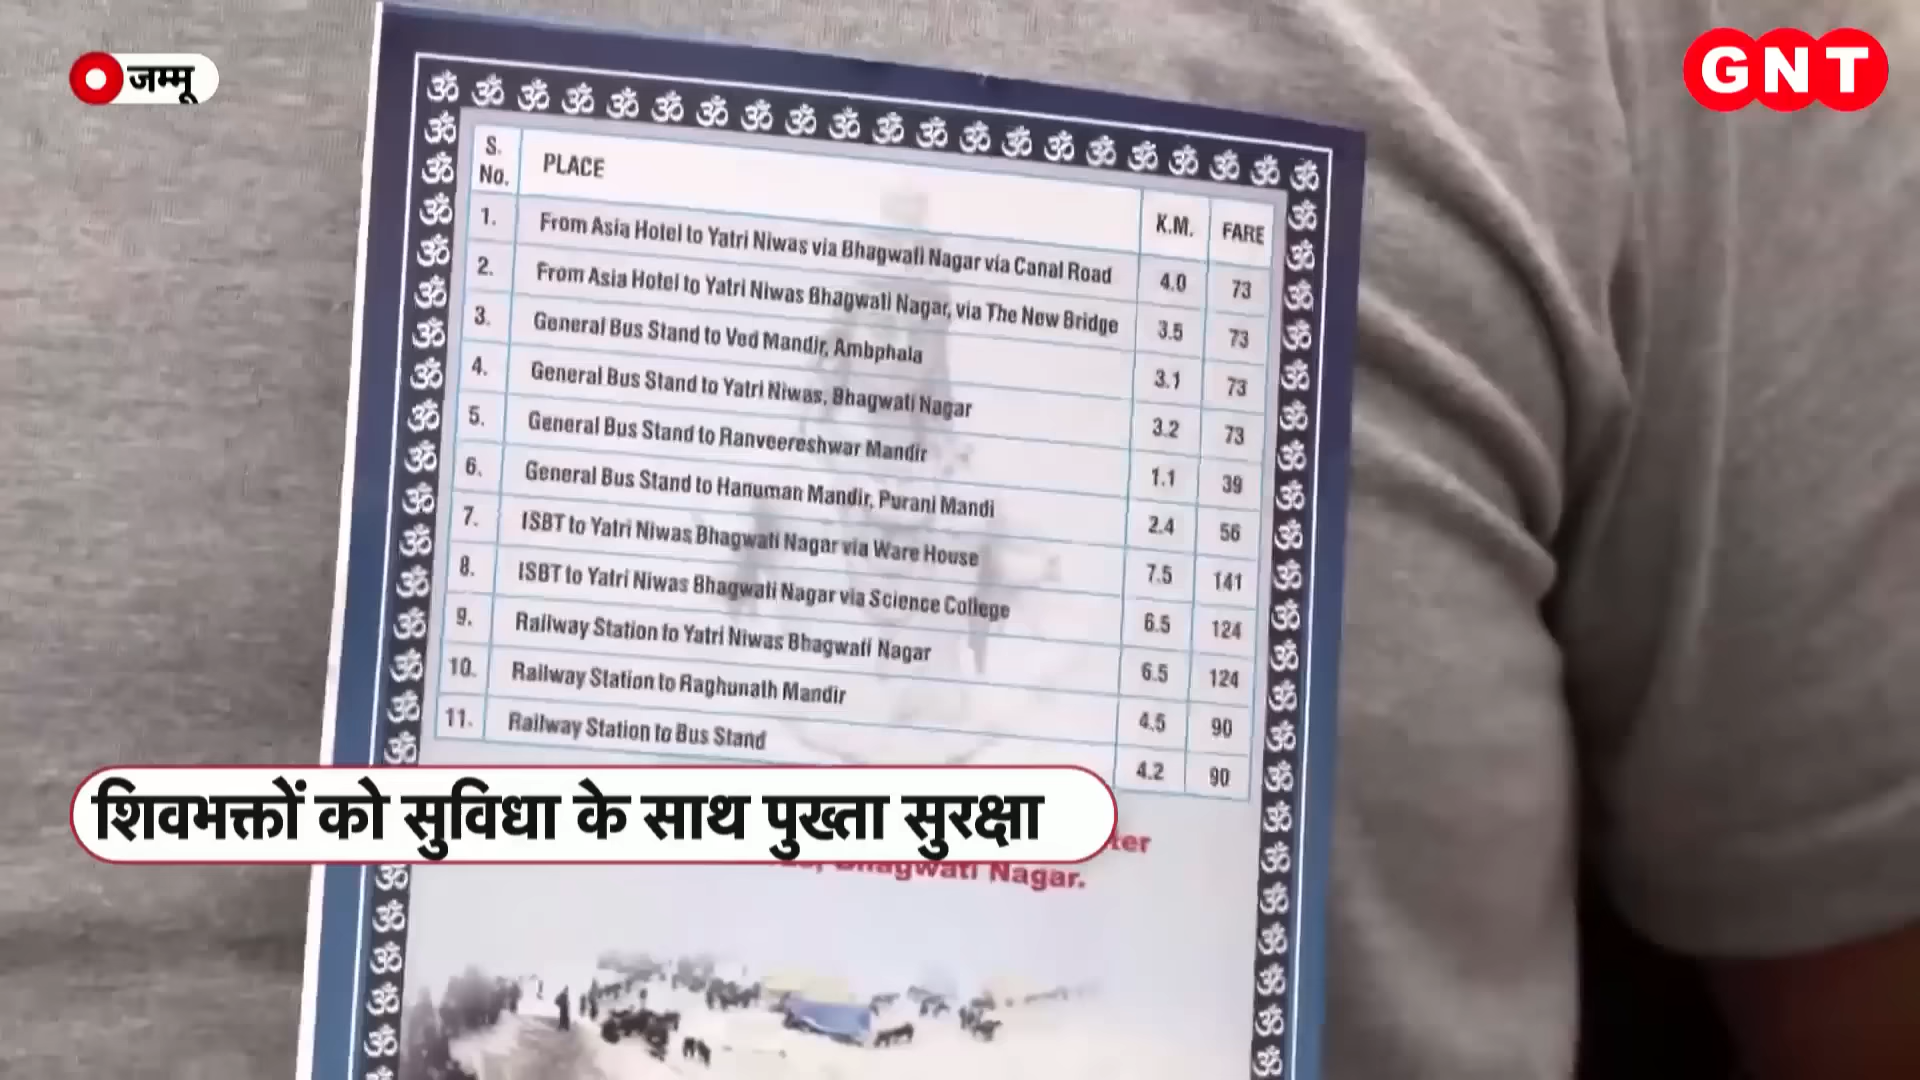 जम्मू
GNT
S. No. PLACE K.M. FARE
1. From Asia Hotel to Yatri Niwas via Bhagwati Nagar via Canal Road 4.0 73
2. From Asia Hotel to Yatri Niwas Bhagwati Nagar, via The New Bridge 3.5 73
3. General Bus Stand to Ved Mandir, Ambphala 3.1 73
4. General Bus Stand to Yatri Niwas, Bhagwati Nagar 3.2 73
5. General Bus Stand to Ranveereshwar Mandir 1.1 39
6. General Bus Stand to Hanuman Mandir, Purani Mandi 2.4 56
7. ISBT to Yatri Niwas Bhagwati Nagar via Ware House 7.5 141
8. ISBT to Yatri Niwas Bhagwati Nagar via Science College 6.5 124
9. Railway Station to Yatri Niwas Bhagwati Nagar 6.5 124
10. Railway Station to Raghunath Mandir 4.5 90
11. Railway Station to Bus Stand 4.2 90
शिवभक्तों को सुविधा के साथ पुख्ता सुरक्षा
Bhagwati Nagar.